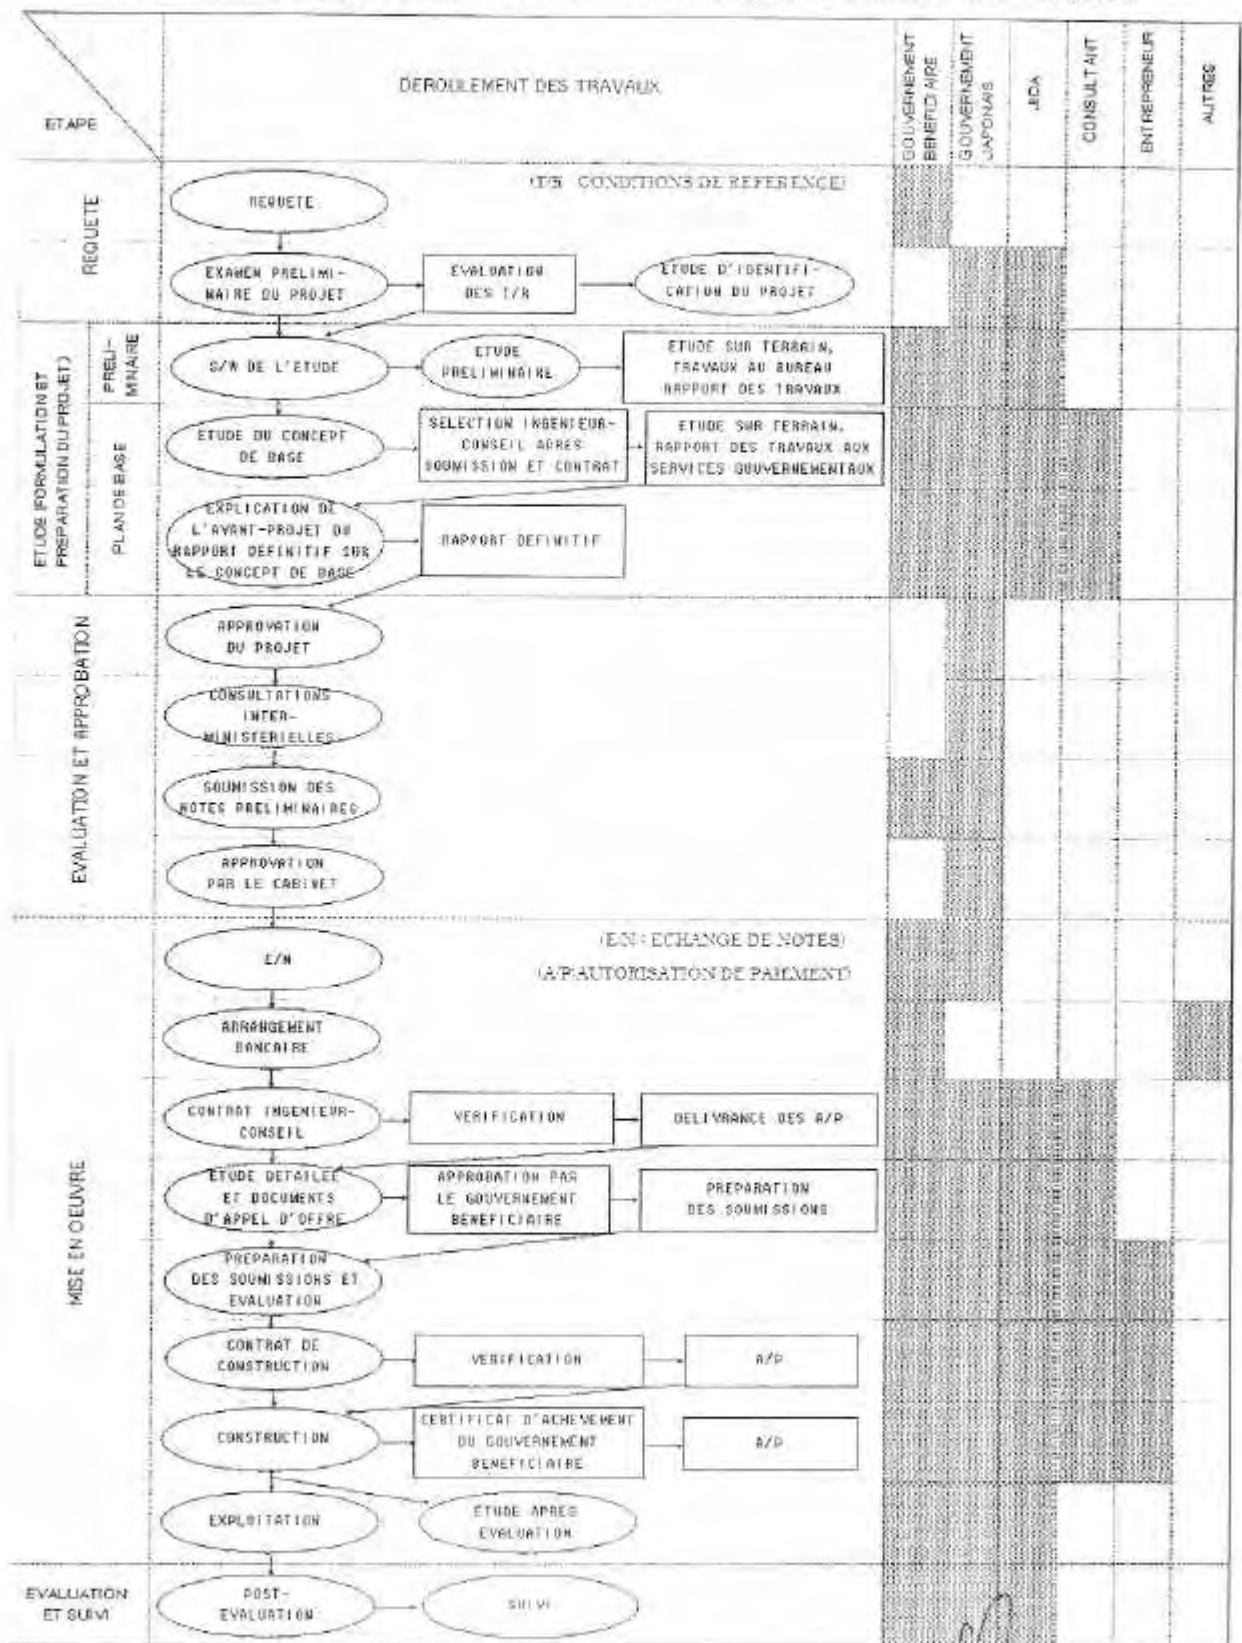 DEROULEMENT DES TRAVAUX
ETAPE
GOUVERNEMENT
BENEFICIAIRE
GOUVERNEMENT
JAPONAIS
JICA
CONSULTANT
ENTREPRENEUR
AUTRES
REQUETE
REQUETE
CONDITIONS DE REFERENCE)
EXAMEN PRELIMI-
NAIRE DU PROJET
EVALUATION
DES T/R
ETUDE D'IDENTIFI-
CATION DU PROJET
ETUDE (FORMULATION ET
PREPARATION DU PROJET)
PRELI-
MINAIRE
S/W DE L'ETUDE
ETUDE
PRELIMINAIRE
ETUDE SUR TERRAIN,
TRAVAUX AU BUREAU
RAPPORT DES TRAVAUX
PLAN DE BASE
ETUDE DU CONCEPT
DE BASE
SELECTION INGENIEUR-
CONSEIL APRES
SOUMISSION ET CONTRAT
ETUDE SUR TERRAIN,
RAPPORT DES TRAVAUX AUX
SERVICES GOUVERNEMENTAUX
EXPLICATION DE
L'AVANT-PROJET DU
RAPPORT DEFINITIF SUR
LE CONCEPT DE BASE
RAPPORT DEFINITIF
EVALUATION ET APPROBATION
APPROVATION
DU PROJET
CONSULTATIONS
INTER-
MINISTERIELLES
SOUMISSION DES
NOTES PRELIMINAIRES
APPROVATION
PAR LE CABINET
MISE EN OEUVRE
E/N
(E/N : ECHANGE DE NOTES)
(A/P:AUTORISATION DE PAIEMENT)
ARRANGEMENT
BANCAIRE
CONTRAT INGENIEUR-
CONSEIL
VERIFICATION
DELIVRANCE DES A/P
ETUDE DETAILEE
ET DOCUMENTS
D'APPEL D'OFFRE
APPROBATION PAR
LE GOUVERNEMENT
BENEFICIAIRE
PREPARATION
DES SOUMISSIONS
PREPARATION
DES SOUMISSIONS ET
EVALUATION
CONTRAT DE
CONSTRUCTION
VERIFICATION
A/P
CONSTRUCTION
CERTIFICAT D'ACHEVEMENT
DU GOUVERNEMENT
BENEFICIAIRE
A/P
EXPLOITATION
ETUDE APRES
EVALUATION
EVALUATION
ET SUIVI
POST-
EVALUATION
SUIVI